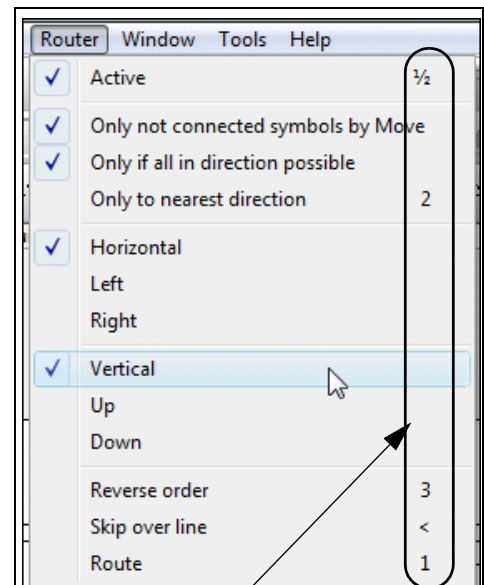 Router Window Tools Help
Active ½
Only not connected symbols by Move
Only if all in direction possible
Only to nearest direction 2
Horizontal
Left
Right
Vertical
Up
Down
Reverse order 3
Skip over line <
Route 1